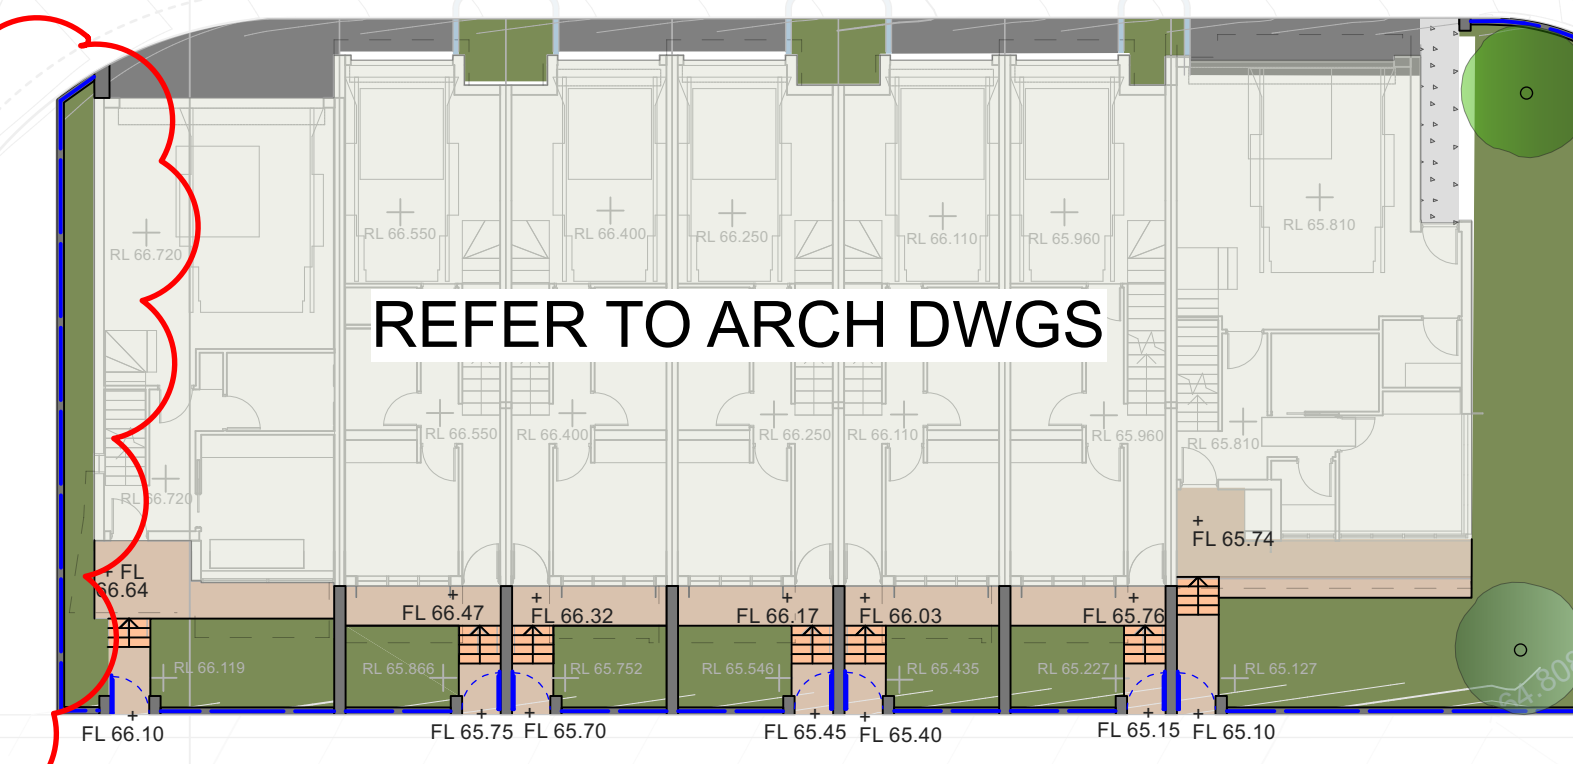 RL 66.550
RL 66.400
RL 66.250
RL 66.110
RL 65.960
RL 65.810
RL 66.720
REFER TO ARCH DWGS
RL 66.550
RL 66.400
RL 66.250
RL 66.110
RL 65.960
RL 65.810
RL 66.720
FL 65.74
FL
66.64
FL 66.47
FL 66.32
FL 66.17
FL 66.03
FL 65.76
RL 66.119
RL 65.866
RL 65.752
RL 65.546
RL 65.435
RL 65.227
RL 65.127
64.808
FL 66.10
FL 65.75
FL 65.70
FL 65.45
FL 65.40
FL 65.15
FL 65.10